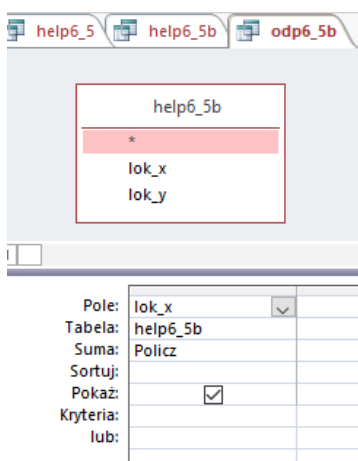 help6_5 help6_5b odp6_5b
help6_5b
*
lok_x
lok_y
Pole: lok_x
Tabela: help6_5b
Suma: Policz
Sortuj:
Pokaż:
Kryteria:
lub: